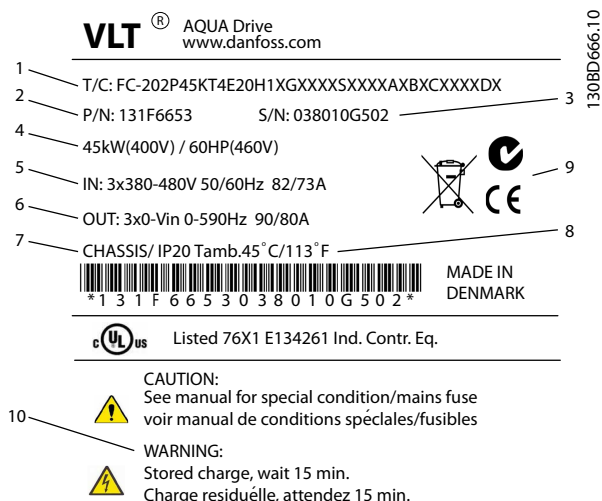 VLT ® AQUA Drive
www.danfoss.com
130BD666.10
1
T/C: FC-202P45KT4E20H1XGXXXXSXXXXAXBXCXXXXDX
2
P/N: 131F6653 S/N: 038010G502
3
4
45kW(400V) / 60HP(460V)
5
IN: 3x380-480V 50/60Hz 82/73A
9
6
OUT: 3x0-Vin 0-590Hz 90/80A
7
CHASSIS/ IP20 Tamb.45˚C/113˚F
8
*131F6653038010G502*
MADE IN
DENMARK
c UL us Listed 76X1 E134261 Ind. Contr. Eq.
CAUTION:
See manual for special condition/mains fuse
voir manual de conditions spéclales/fusibles
10
WARNING:
Stored charge, wait 15 min.
Charge residuélle, attendez 15 min.
CE